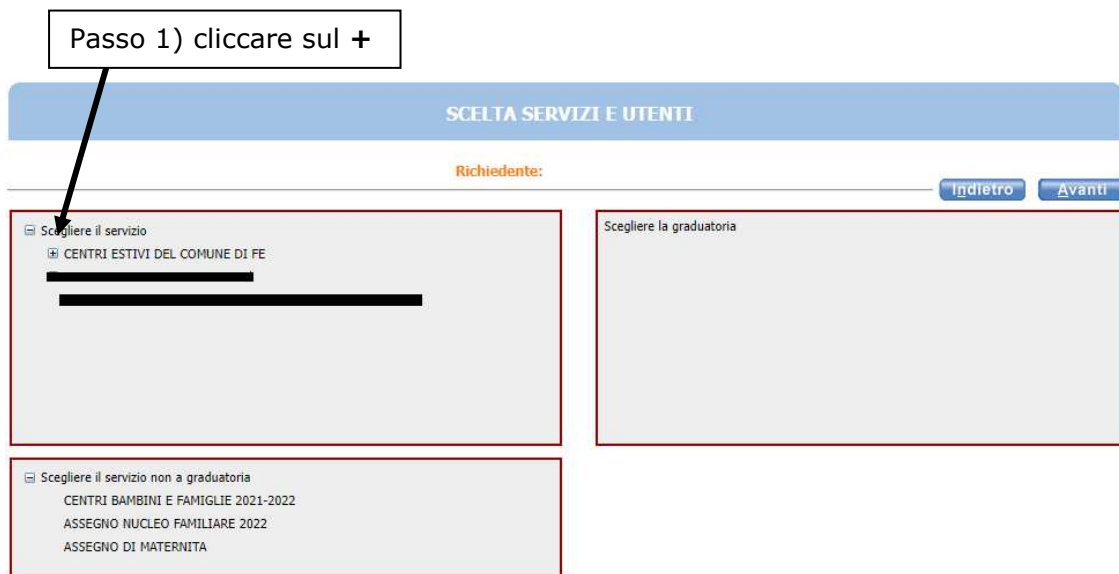 Passo 1) cliccare sul +
SCELTA SERVIZI E UTENTI
Richiedente:
Indietro Avanti
Scegliere il servizio
CENTRI ESTIVI DEL COMUNE DI FE
Scegliere la graduatoria
Scegliere il servizio non a graduatoria
CENTRI BAMBINI E FAMIGLIE 2021-2022
ASSEGNO NUCLEO FAMILIARE 2022
ASSEGNO DI MATERNITA